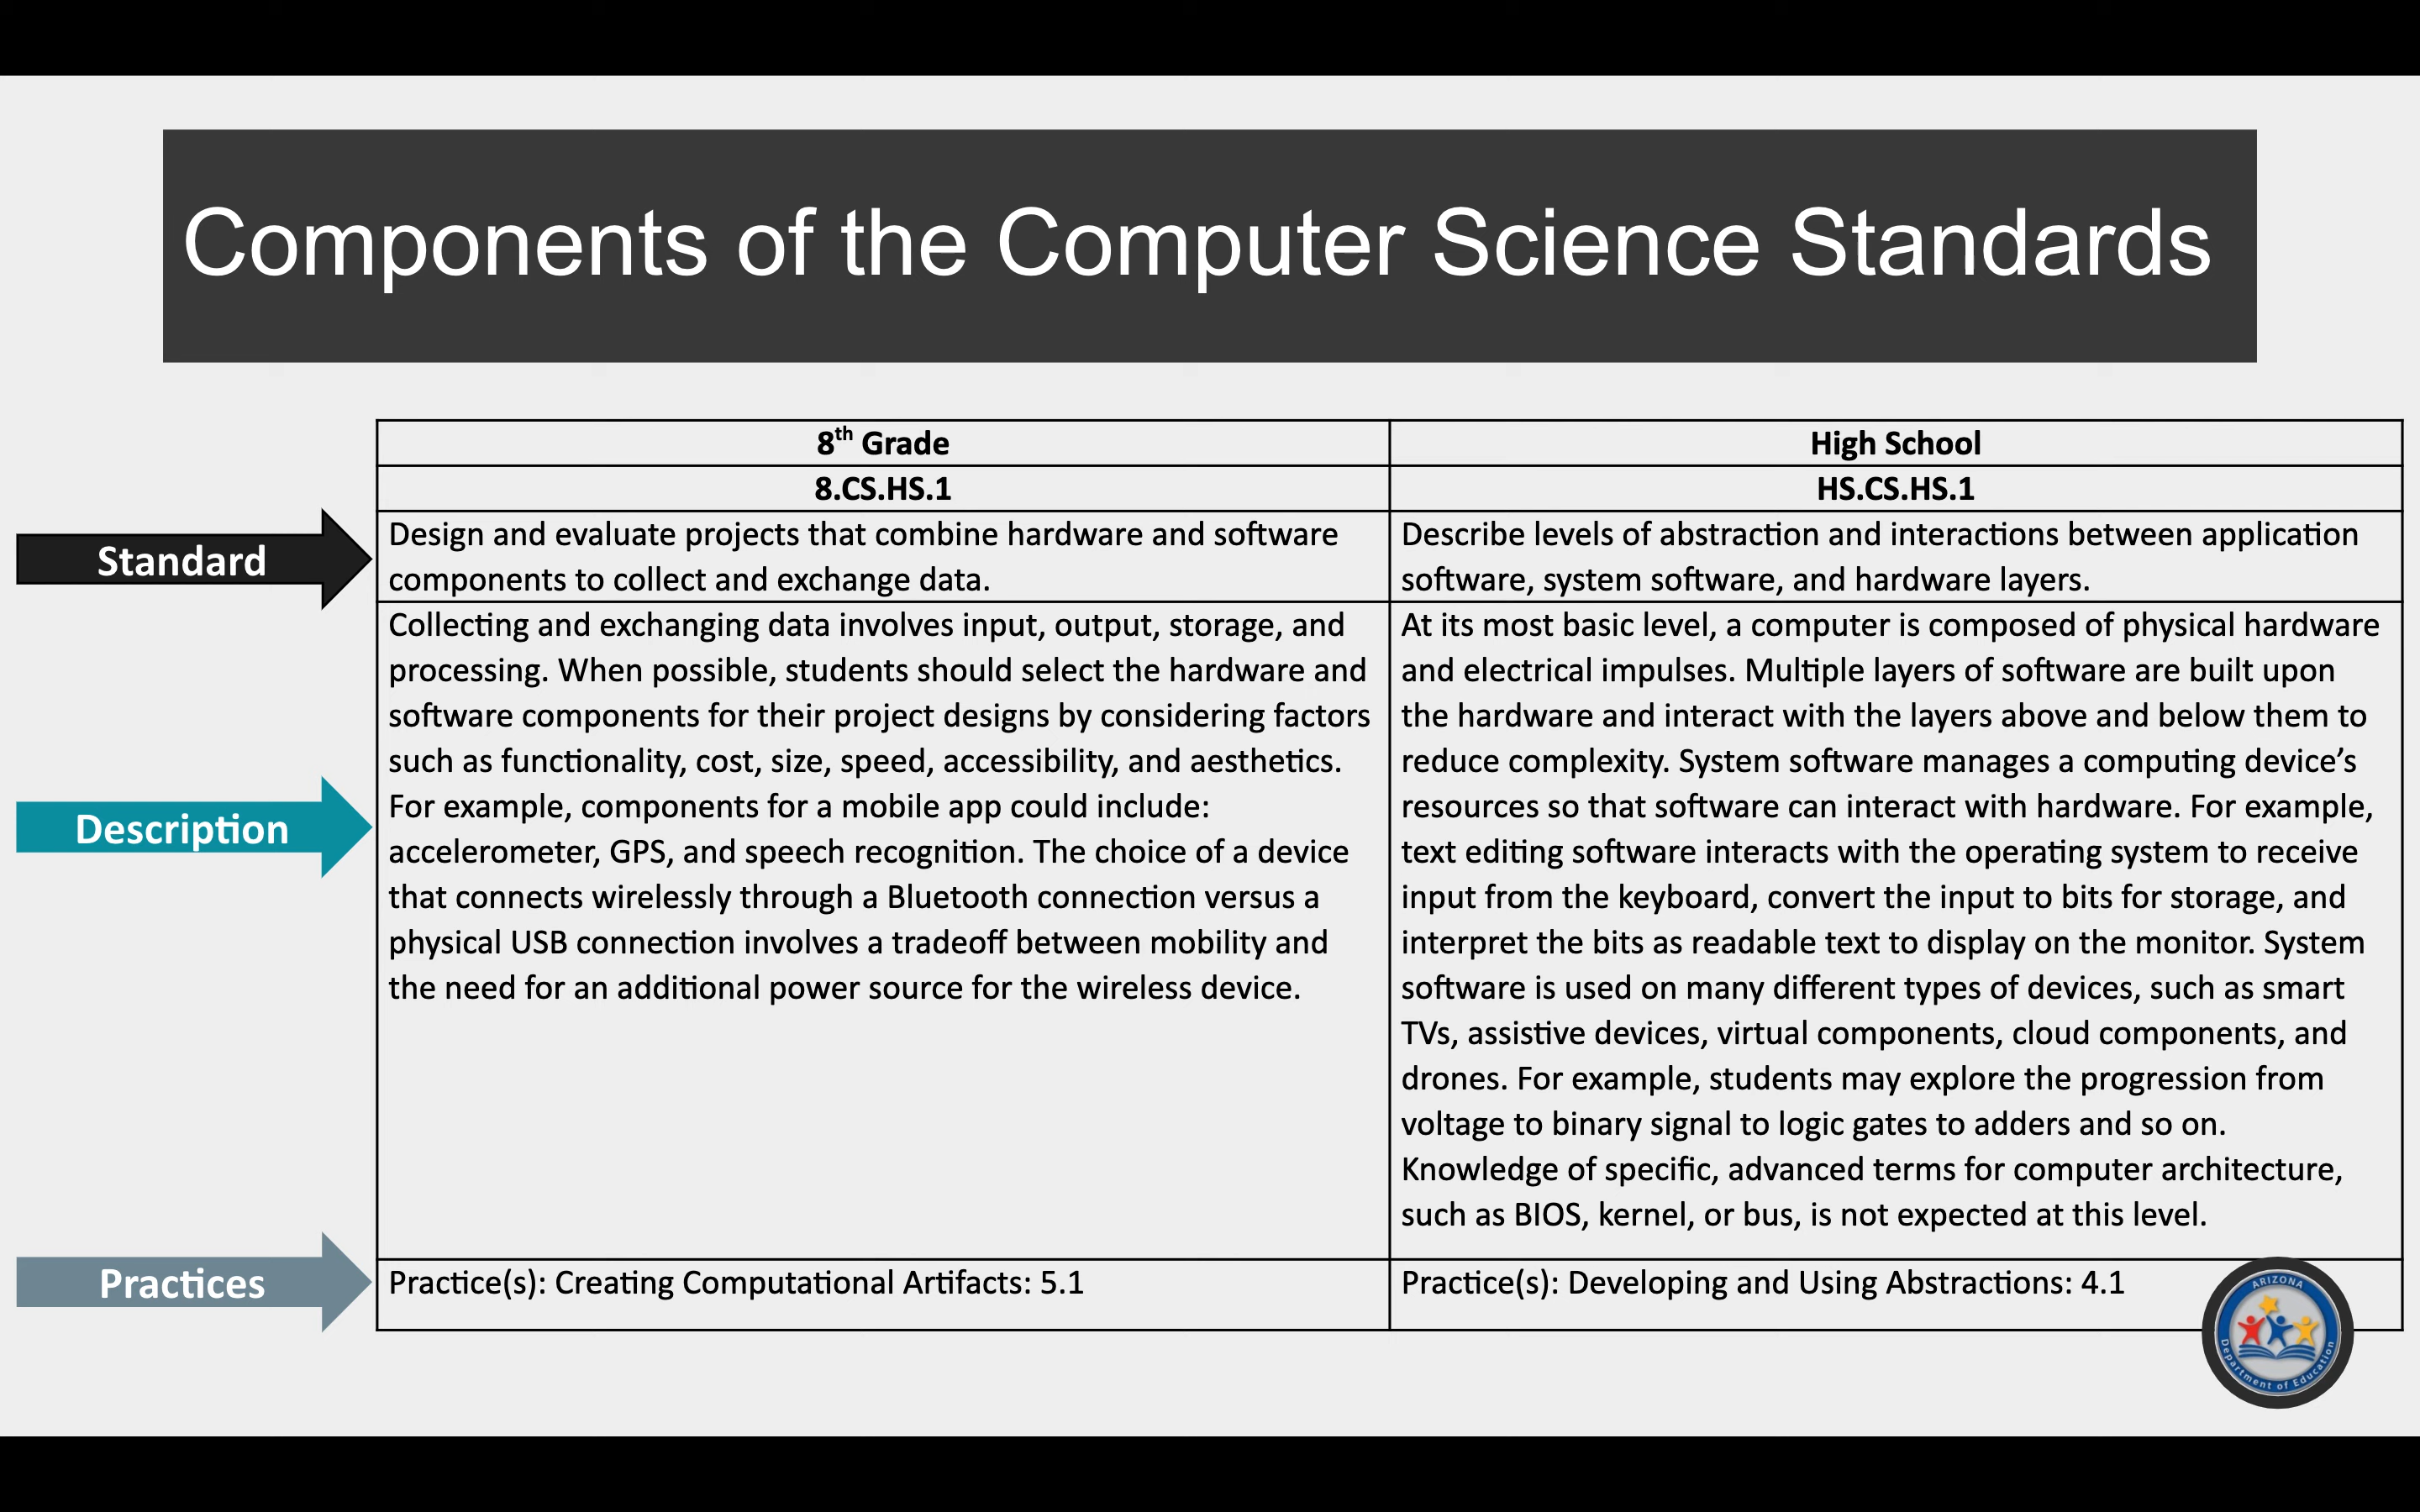 Components of the Computer Science Standards
8th Grade
High School
8.CS.HS.1
HS.CS.HS.1
Standard
Design and evaluate projects that combine hardware and software
components to collect and exchange data.
Describe levels of abstraction and interactions between application
software, system software, and hardware layers.
Description
Collecting and exchanging data involves input, output, storage, and
processing. When possible, students should select the hardware and
software components for their project designs by considering factors
such as functionality, cost, size, speed, accessibility, and aesthetics.
For example, components for a mobile app could include:
accelerometer, GPS, and speech recognition. The choice of a device
that connects wirelessly through a Bluetooth connection versus a
physical USB connection involves a tradeoff between mobility and
the need for an additional power source for the wireless device.
At its most basic level, a computer is composed of physical hardware
and electrical impulses. Multiple layers of software are built upon
the hardware and interact with the layers above and below them to
reduce complexity. System software manages a computing device’s
resources so that software can interact with hardware. For example,
text editing software interacts with the operating system to receive
input from the keyboard, convert the input to bits for storage, and
interpret the bits as readable text to display on the monitor. System
software is used on many different types of devices, such as smart
TVs, assistive devices, virtual components, cloud components, and
drones. For example, students may explore the progression from
voltage to binary signal to logic gates to adders and so on.
Knowledge of specific, advanced terms for computer architecture,
such as BIOS, kernel, or bus, is not expected at this level.
Practices
Practice(s): Creating Computational Artifacts: 5.1
Practice(s): Developing and Using Abstractions: 4.1
ARIZONA
Department of Education